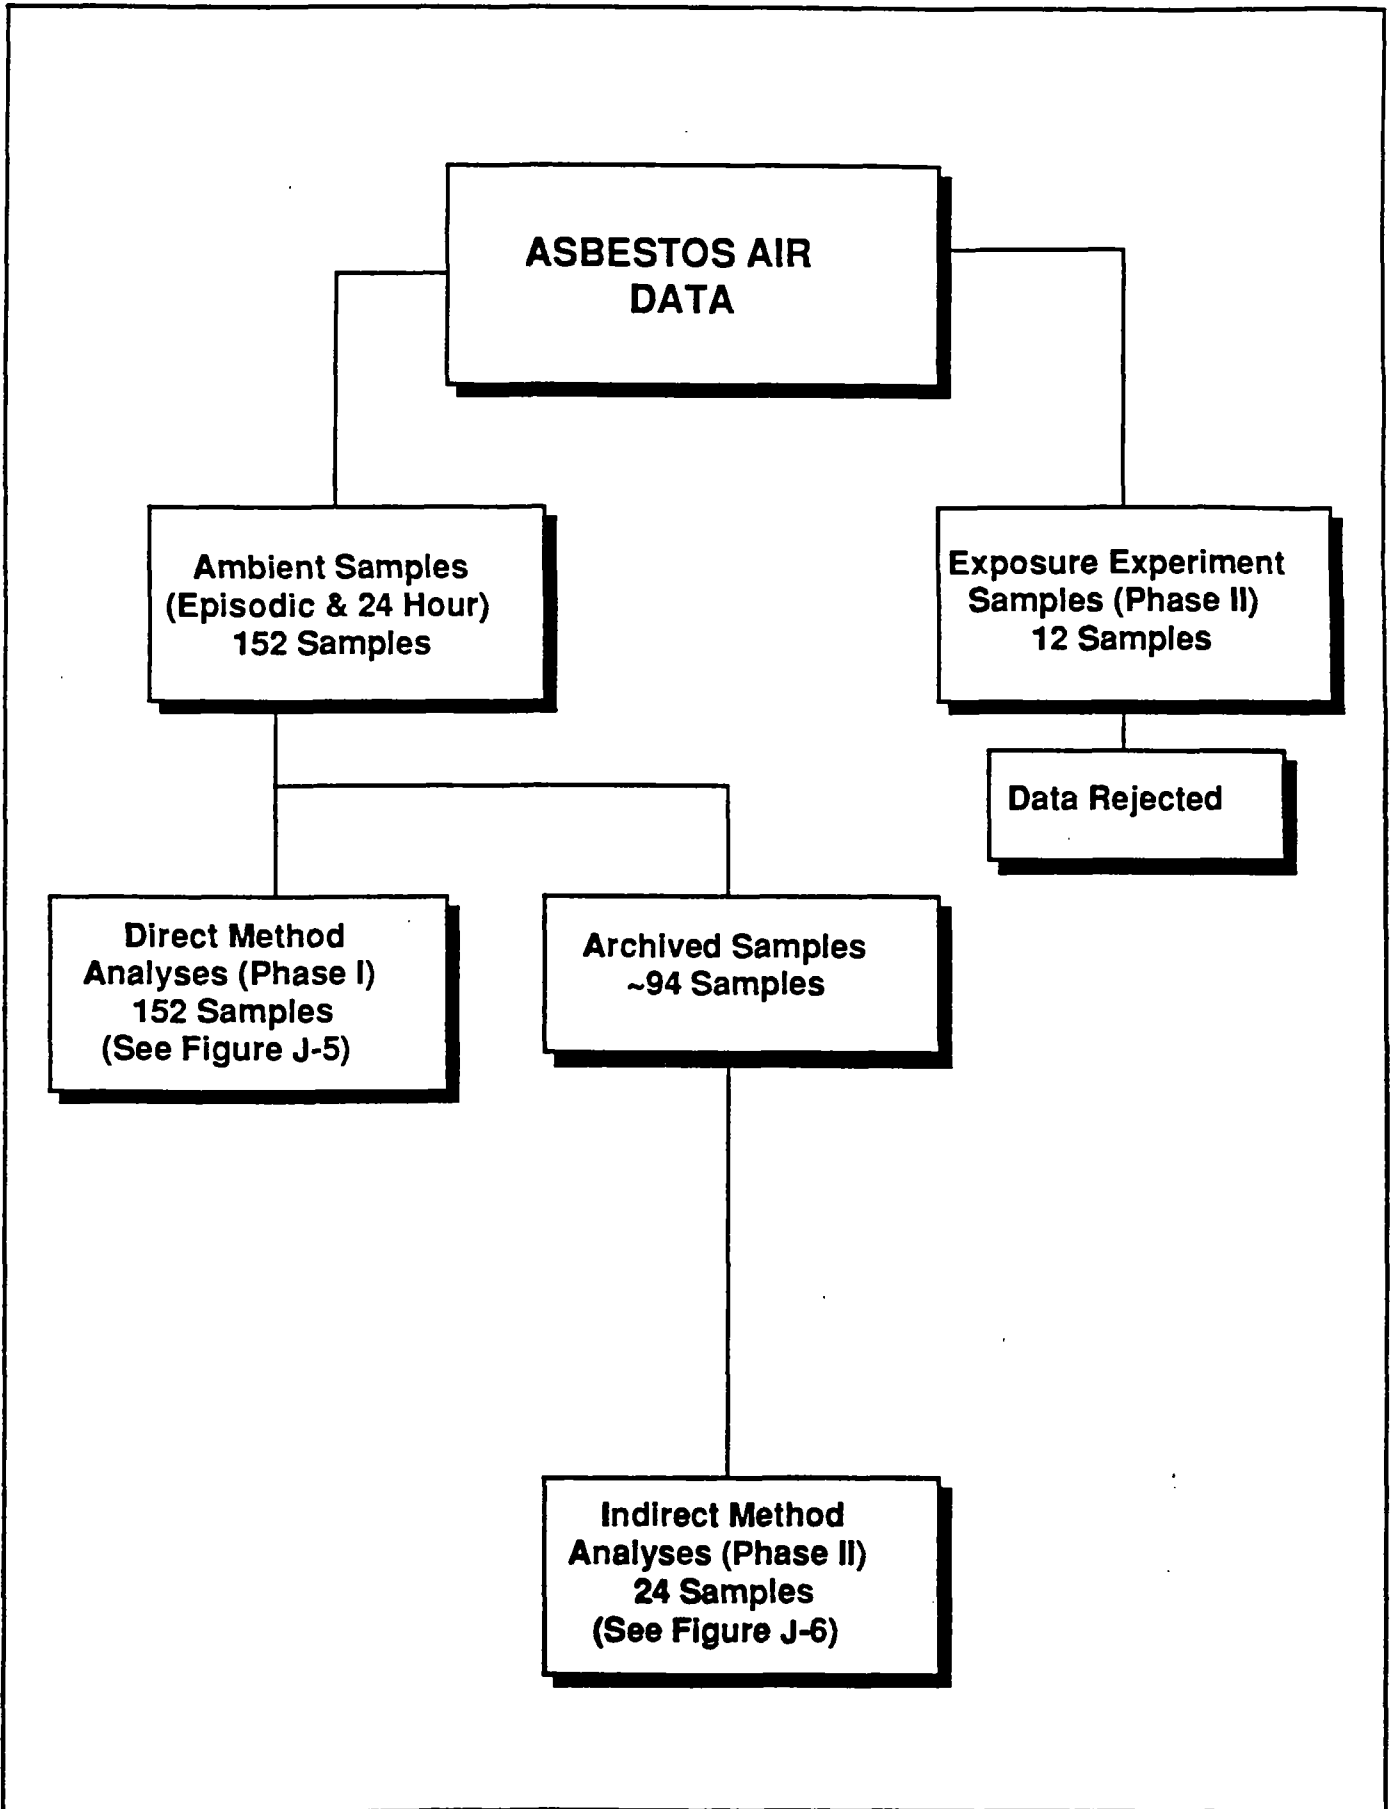 ASBESTOS AIR
DATA
Ambient Samples
(Episodic & 24 Hour)
152 Samples
Exposure Experiment
Samples (Phase II)
12 Samples
Data Rejected
Direct Method
Analyses (Phase I)
152 Samples
(See Figure J-5)
Archived Samples
~94 Samples
Indirect Method
Analyses (Phase II)
24 Samples
(See Figure J-6)